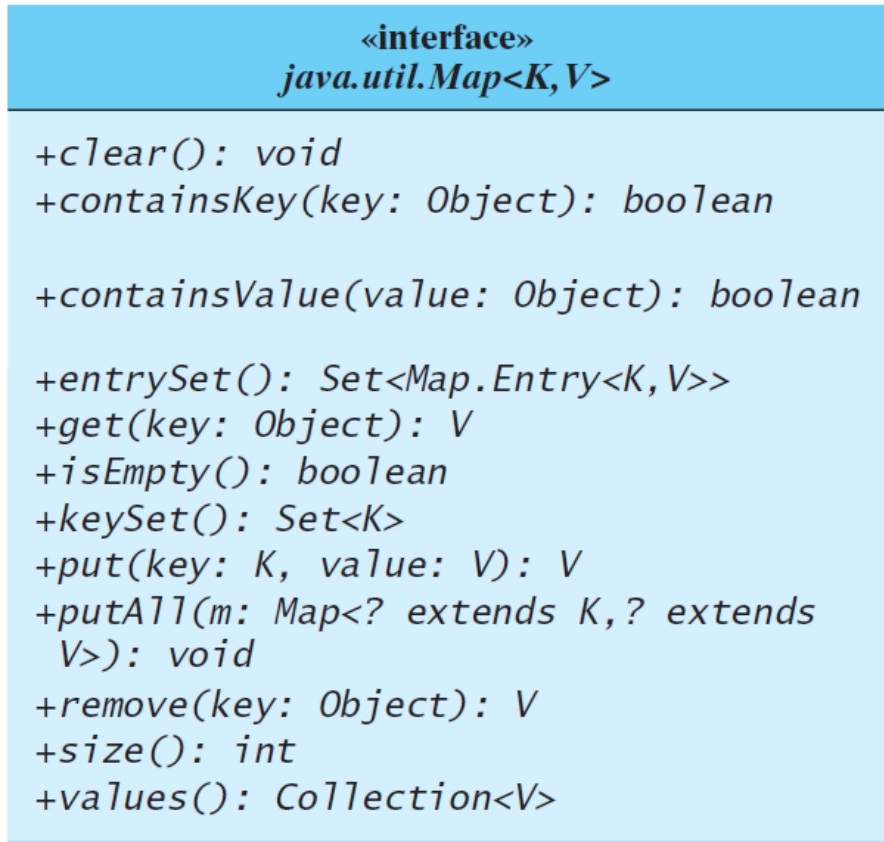 «interface»
java.util.Map<K,V>
+clear(): void
+containsKey(key: Object): boolean
+containsValue(value: Object): boolean
+entrySet(): Set<Map.Entry<K,V>>
+get(key: Object): V
+isEmpty(): boolean
+keySet(): Set<K>
+put(key: K, value: V): V
+putAll(m: Map<? extends K,? extends
V>): void
+remove(key: Object): V
+size(): int
+values(): Collection<V>